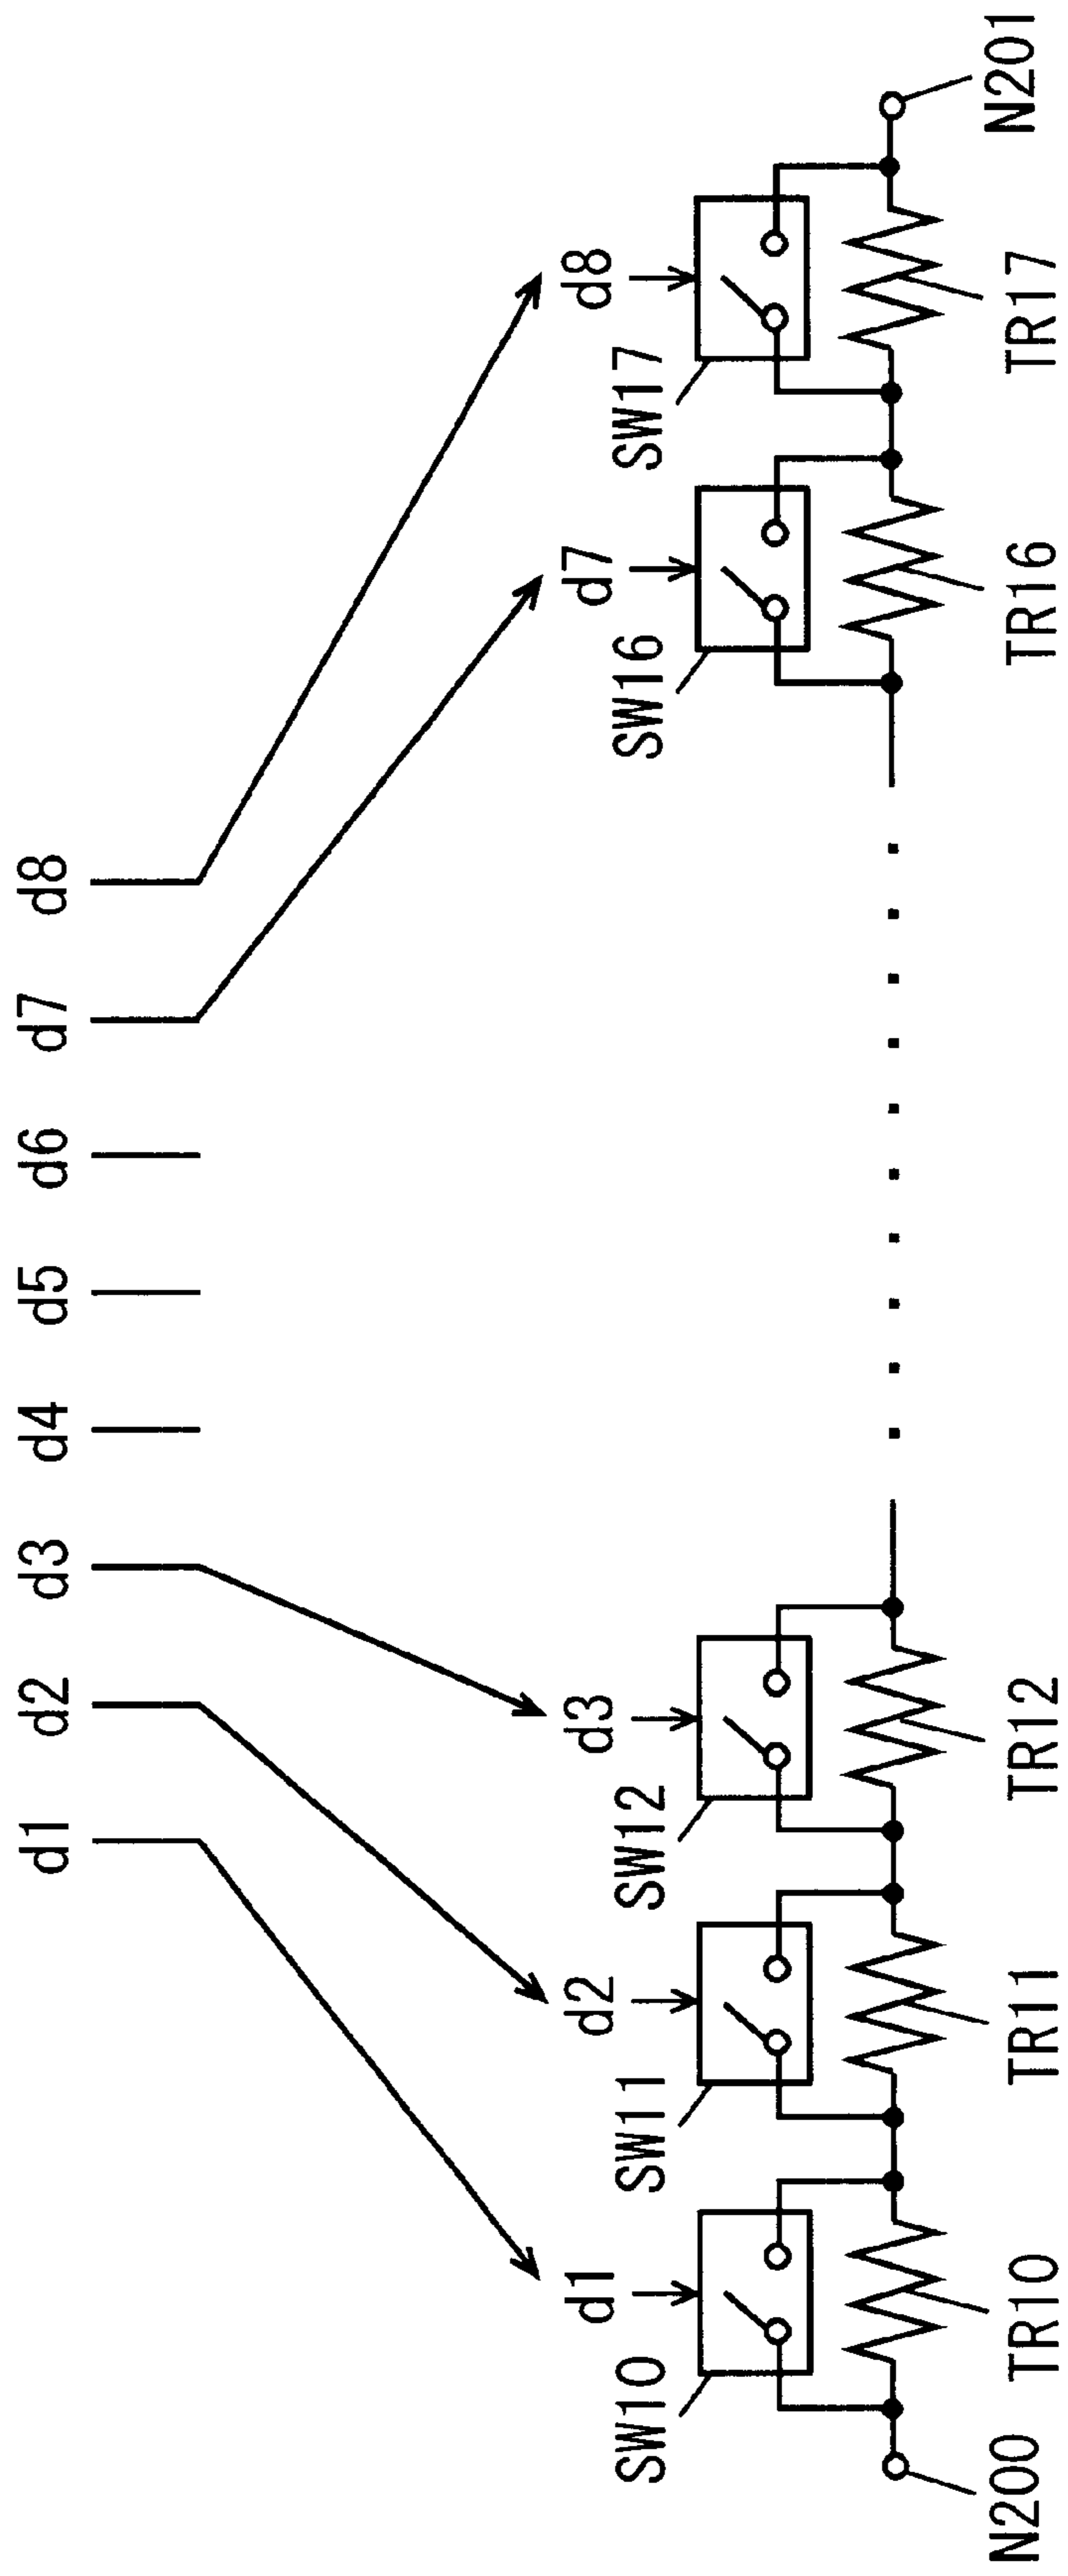 d1 d2 d3 d4 d5 d6 d7 d8
d1 d2 d3 d7 d8
SW10 SW11 SW12 SW16 SW17
N200 TR10 TR11 TR12 TR16 TR17 N201